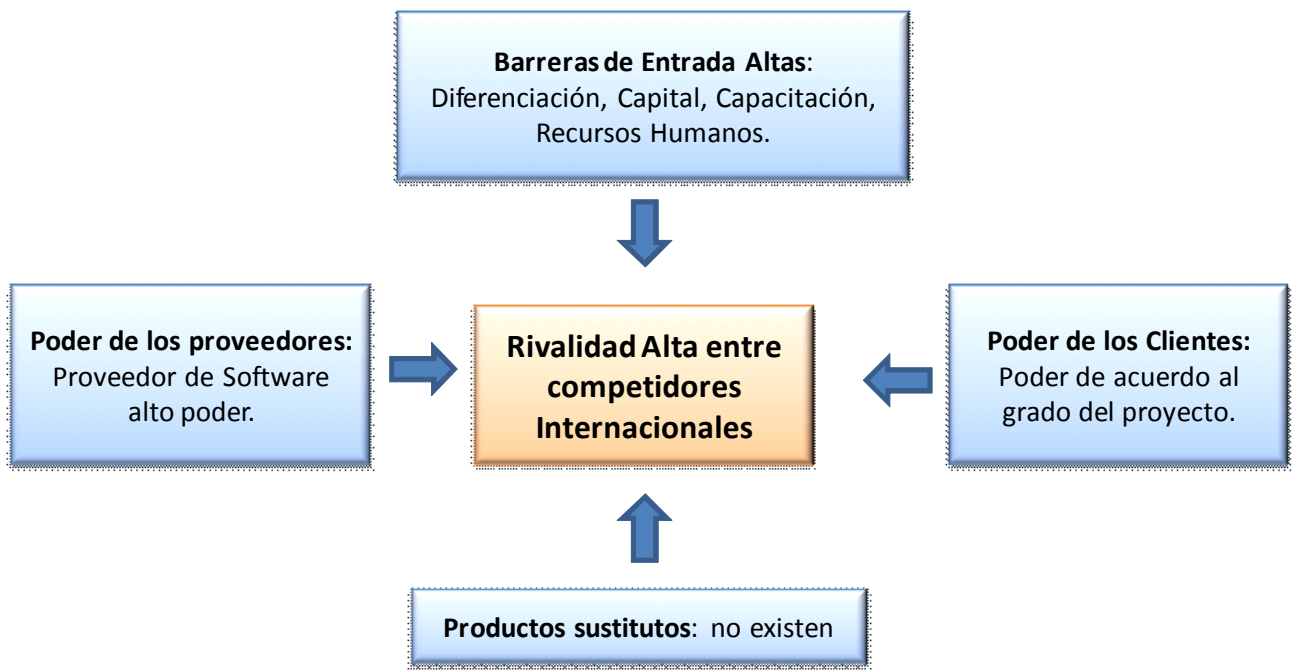 Barreras de Entrada Altas:
Diferenciación, Capital, Capacitación,
Recursos Humanos.
Poder de los proveedores:
Proveedor de Software
alto poder.
Rivalidad Alta entre
competidores
Internacionales
Poder de los Clientes:
Poder de acuerdo al
grado del proyecto.
Productos sustitutos: no existen